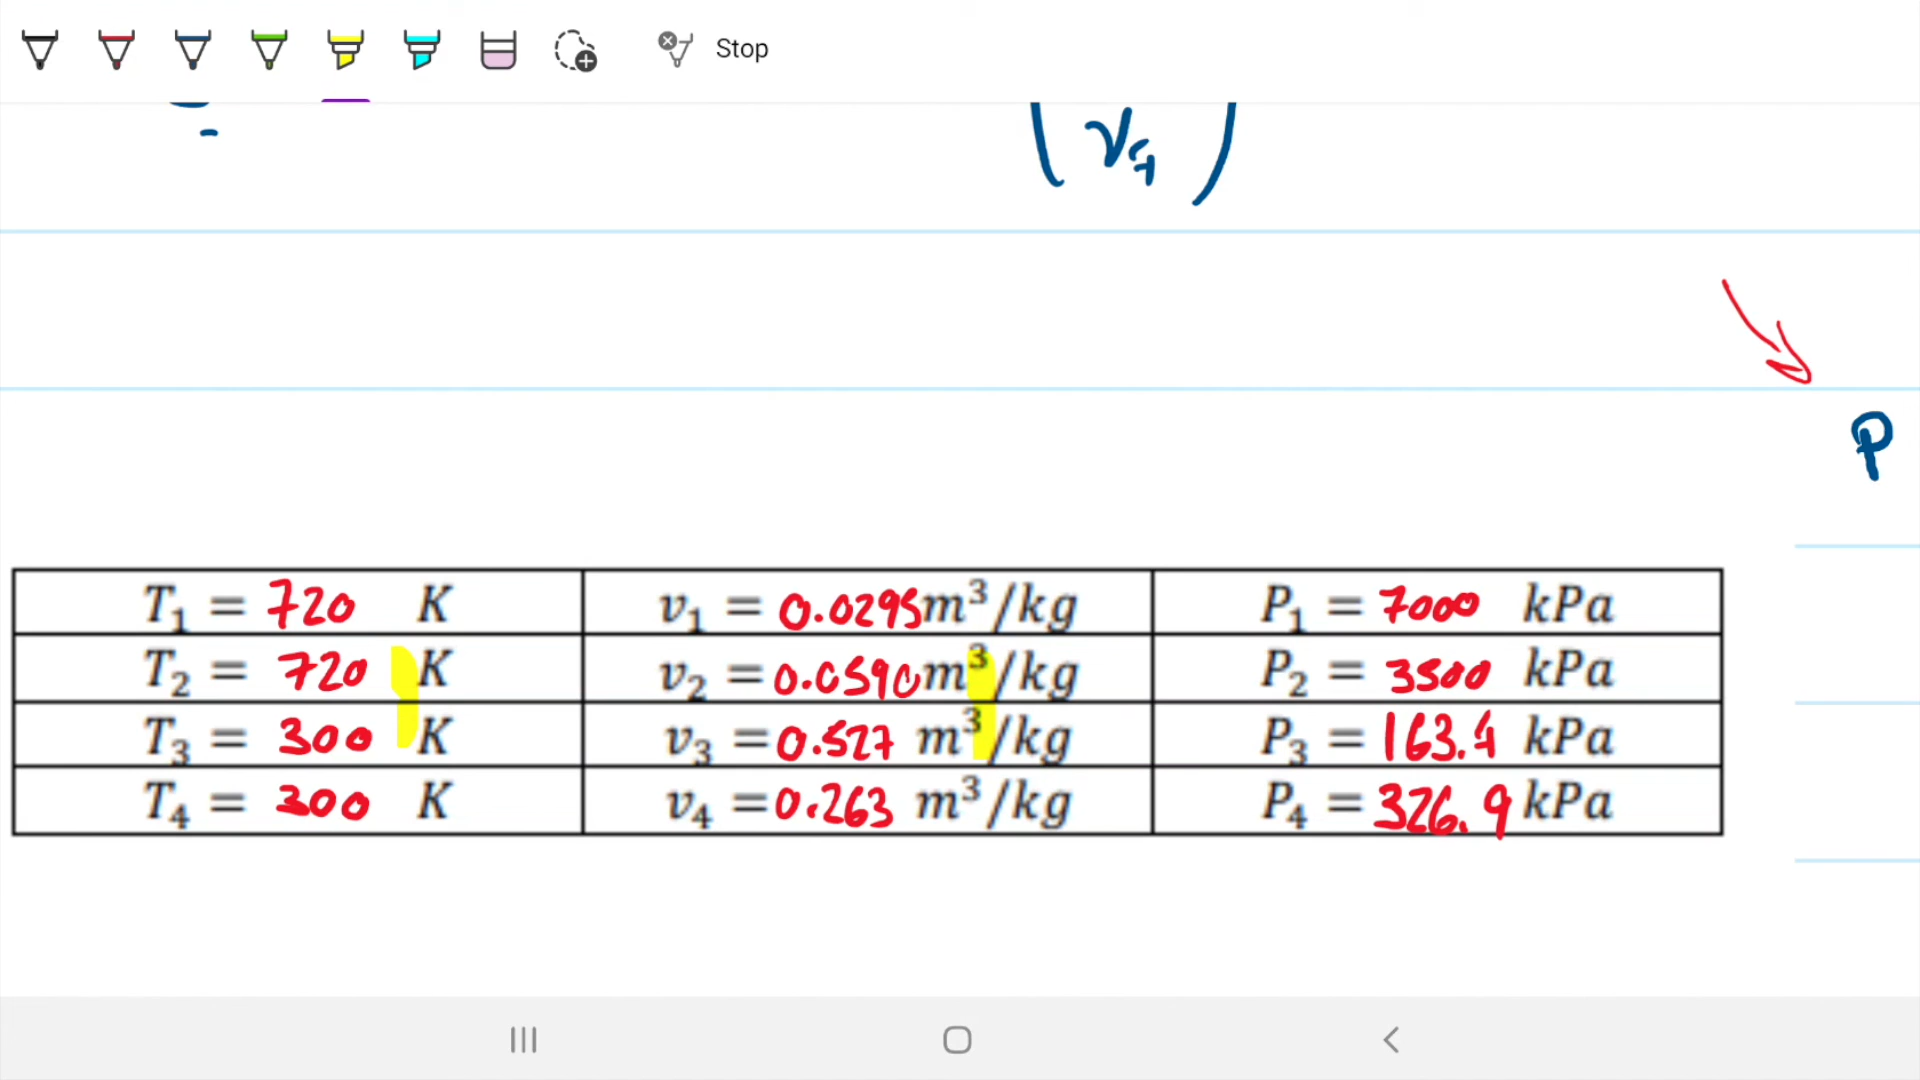 Stop
(v₄)
P
T₁ = 720 K v₁ = 0.0295 m³/kg P₁ = 7000 kPa
T₂ = 720 K v₂ = 0.0590 m³/kg P₂ = 3500 kPa
T₃ = 300 K v₃ = 0.527 m³/kg P₃ = 163.4 kPa
T₄ = 300 K v₄ = 0.263 m³/kg P₄ = 326.9 kPa